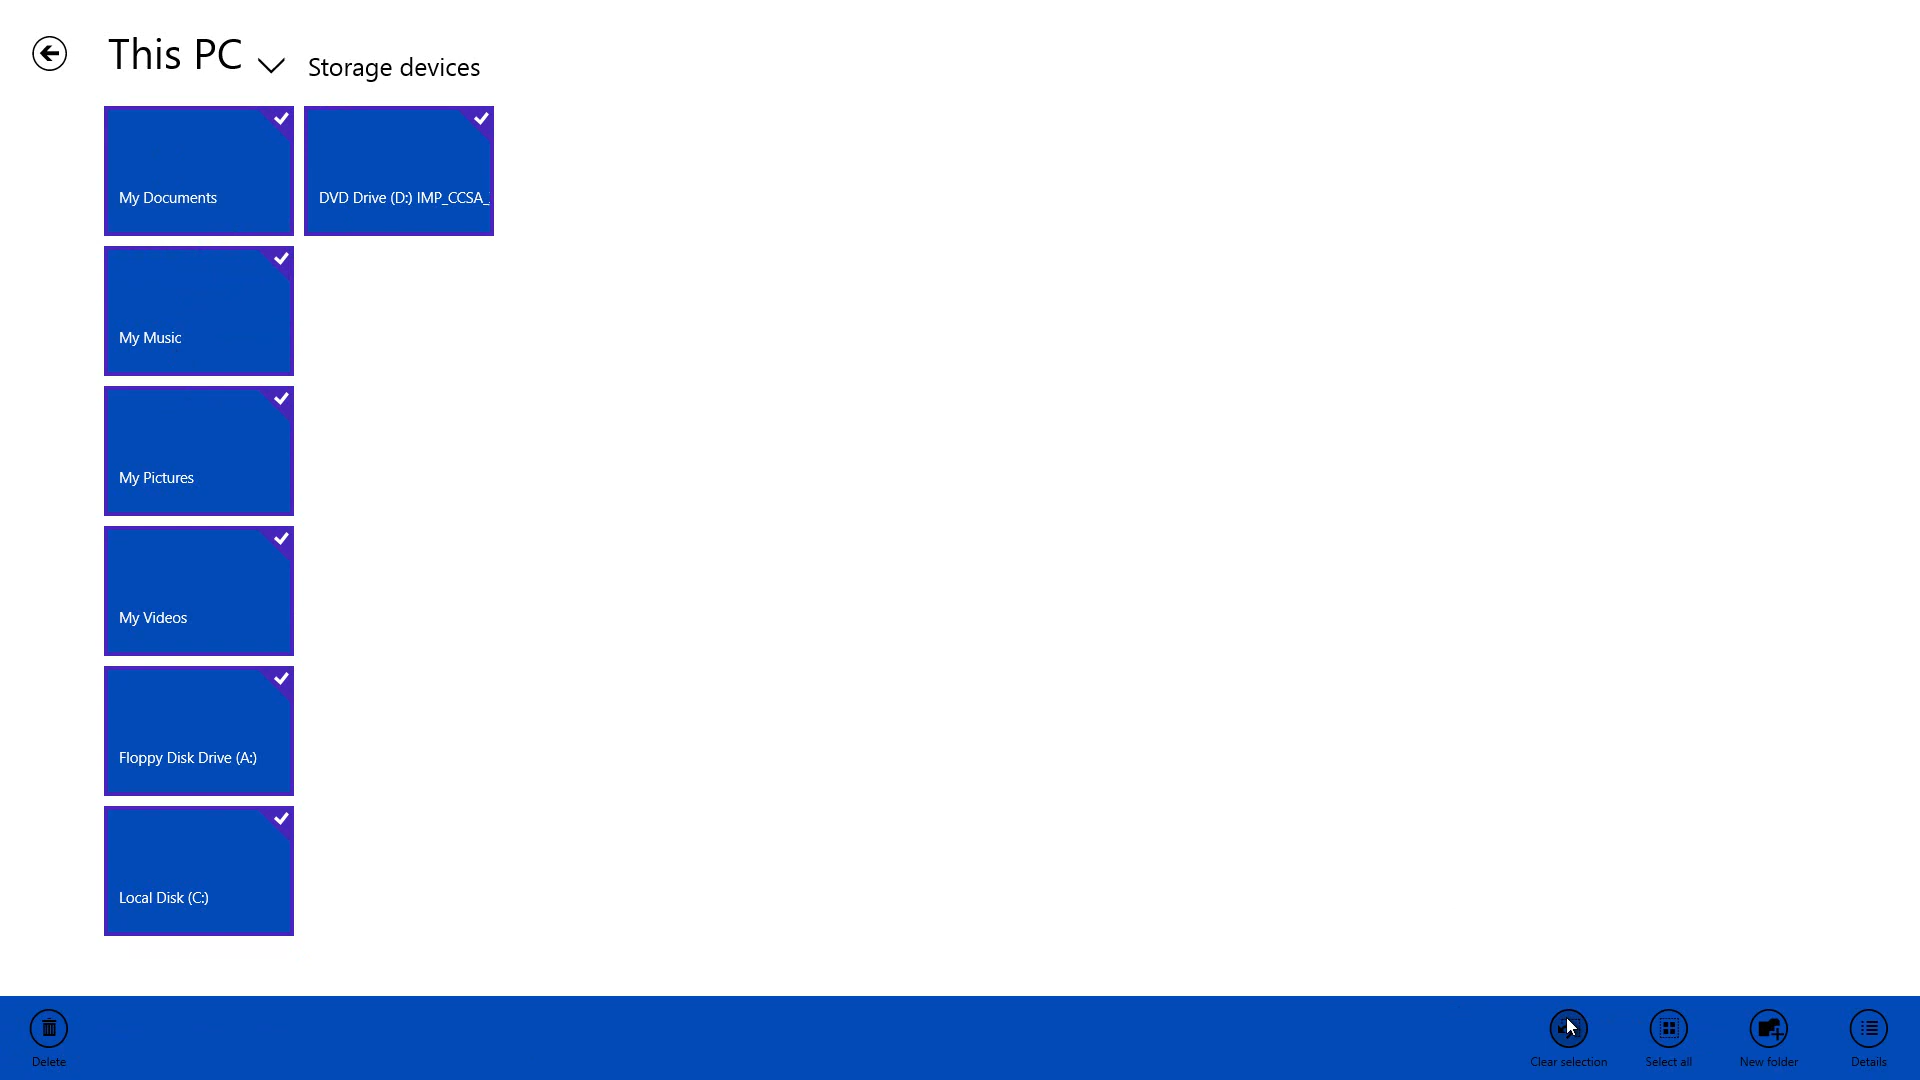 This PC
Storage devices
My Documents
DVD Drive (D:) IMP_CCSA_
My Music
My Pictures
My Videos
Floppy Disk Drive (A:)
Local Disk (C:)
Delete
Clear selection
Select all
New folder
Details